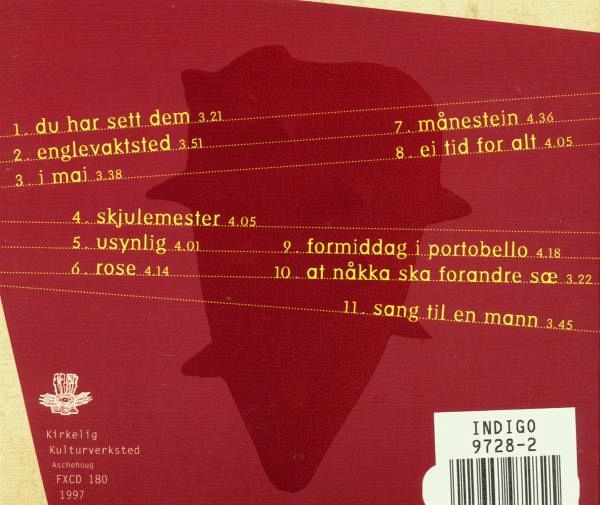 1. du har sett dem 3.21
2. englevaktsted 3.51
3. i mai 3.38
4. skjulemester 4.05
5. usynlig 4.01
6. rose 4.14
7. månestein 4.36
8. ei tid for alt 4.05
9. formiddag i portobello 4.18
10. at nåkka ska forandre sæ 3.22
11. sang til en mann 3.45
Kirkelig
Kulturverksted
Aschehoug
FXCD 180
1997
INDIGO
9728-2